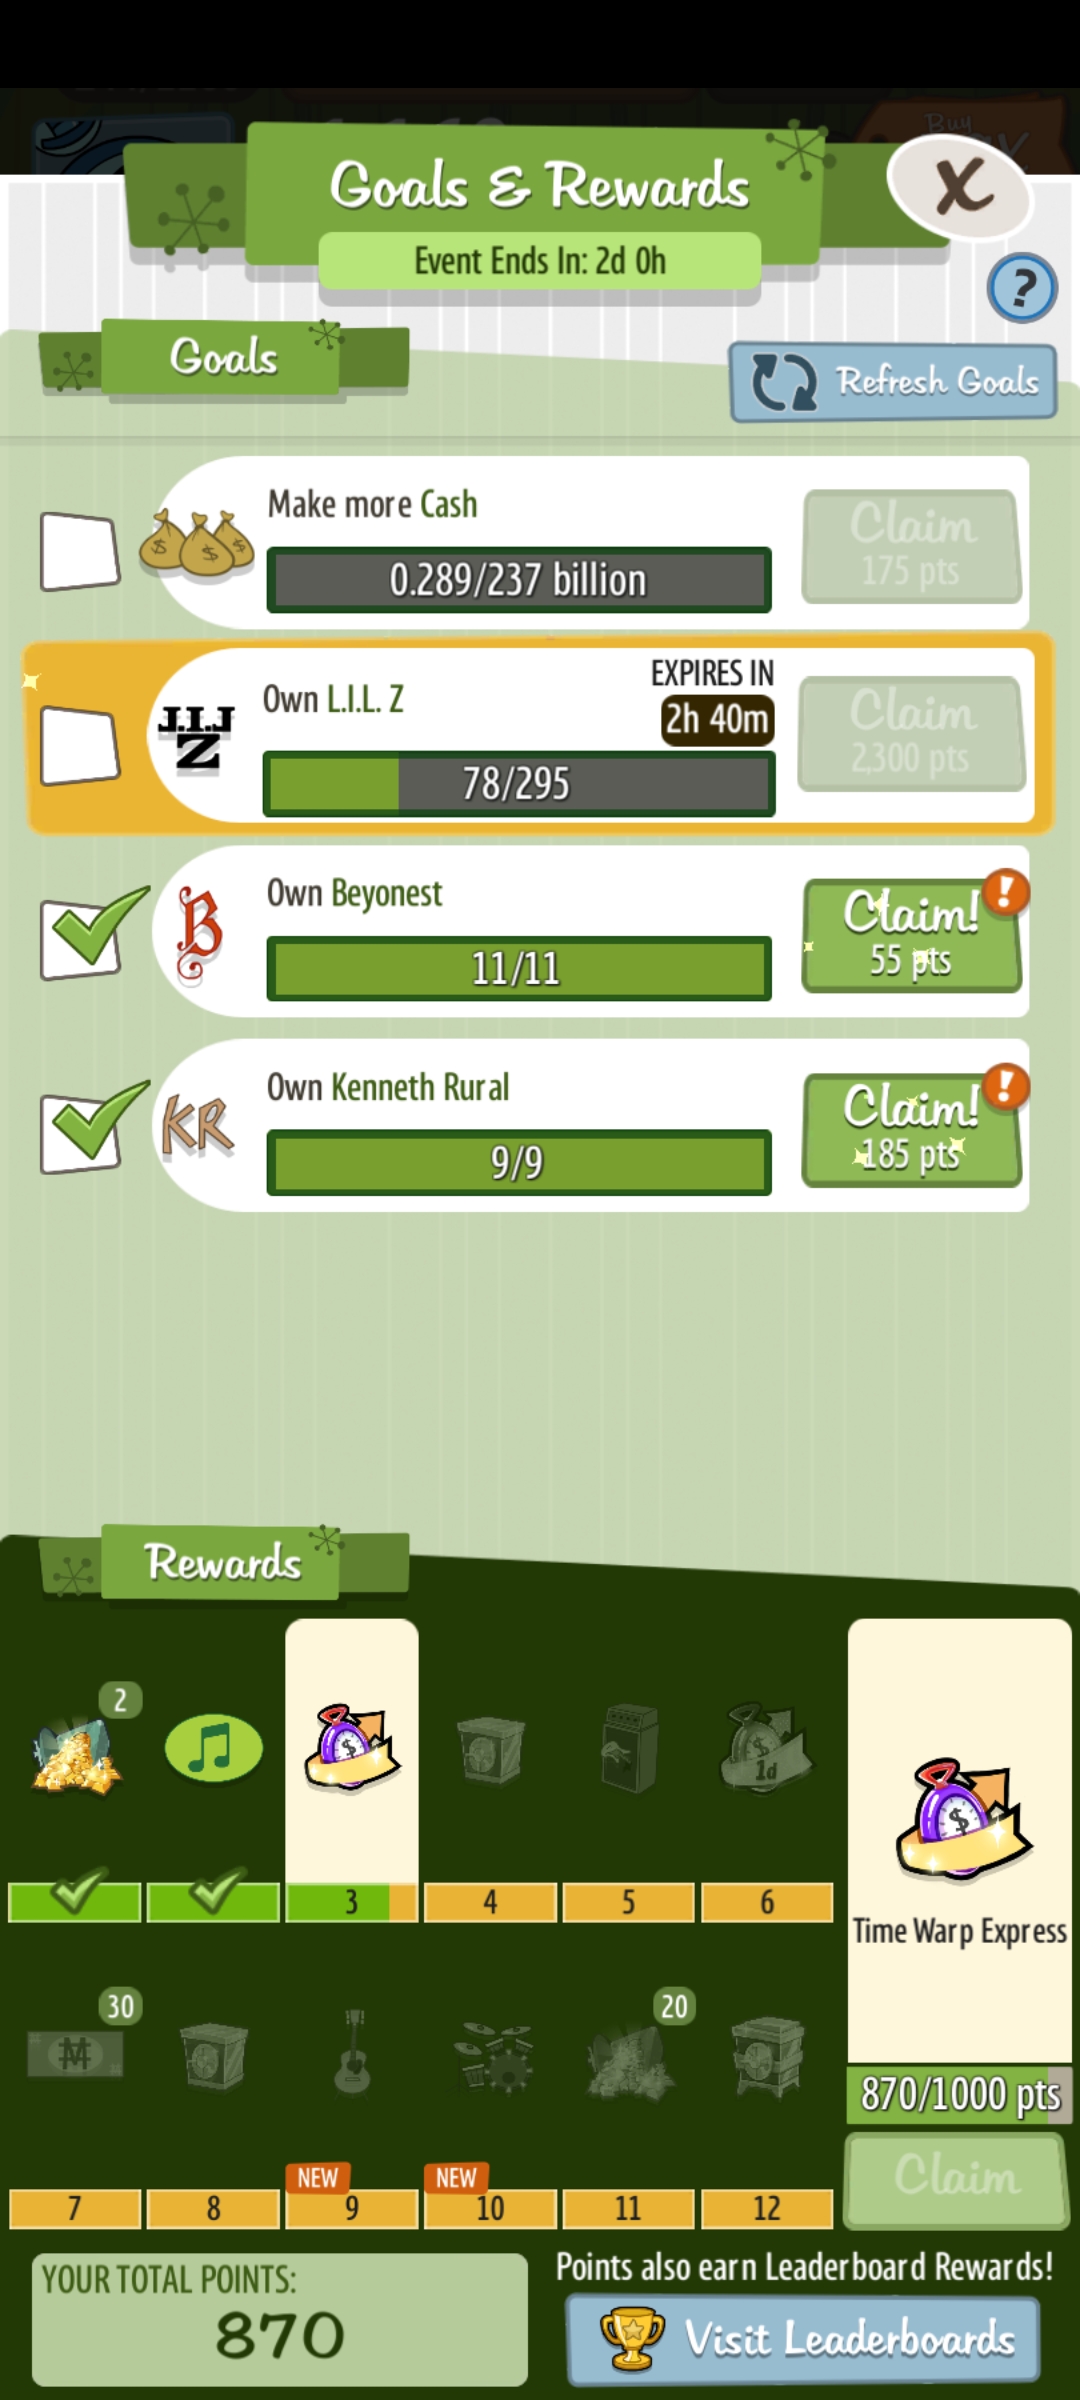 Buy
Goals & Rewards
X
Event Ends In: 2d 0h
?
Goals
Refresh Goals
Make more Cash
0.289/237 billion
Claim
175 pts
L.I.L
Z
Own L.I.L. Z
EXPIRES IN
2h 40m
78/295
Claim
2,300 pts
B
Own Beyonest
11/11
Claim!
55 pts
!
KR
Own Kenneth Rural
9/9
Claim!
185 pts
!
Rewards
2
1d
3
4
5
6
Time Warp Express
30
20
870/1000 pts
NEW
NEW
7
8
9
10
11
12
Claim
YOUR TOTAL POINTS:
870
Points also earn Leaderboard Rewards!
Visit Leaderboards